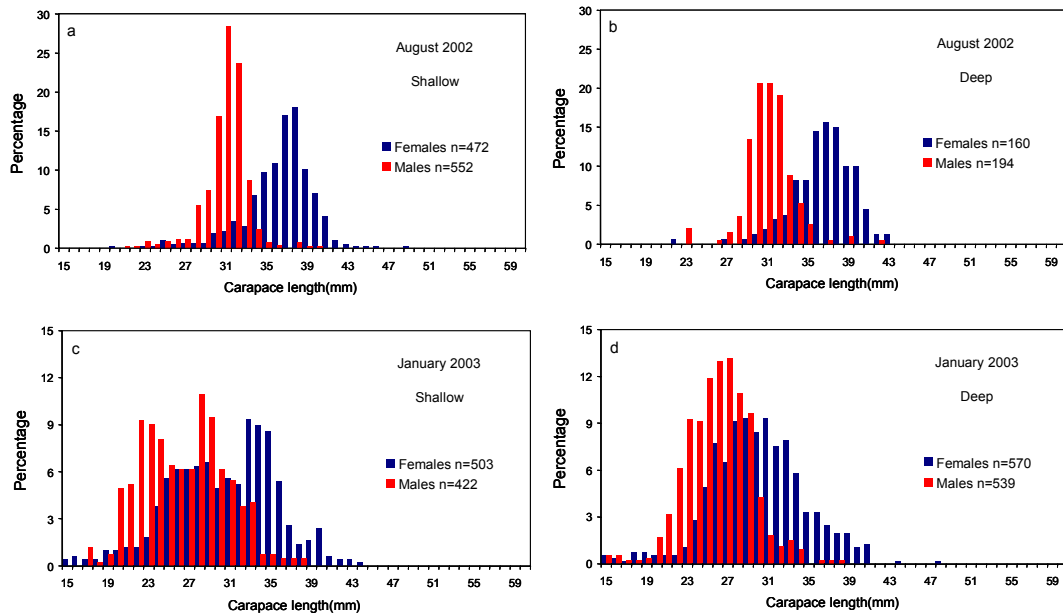 a
August 2002
Shallow
Females n=472
Males n=552
Percentage
30
25
20
15
10
5
0
15 19 23 27 31 35 39 43 47 51 55 59
Carapace length(mm)
b
August 2002
Deep
Females n=160
Males n=194
Percentage
30
25
20
15
10
5
0
15 19 23 27 31 35 39 43 47 51 55 59
Carapace length(mm)
c
January 2003
Shallow
Females n=503
Males n=422
Percentage
15
12
9
6
3
0
15 19 23 27 31 35 39 43 47 51 55 59
Carapace length(mm)
d
January 2003
Deep
Females n=570
Males n=539
Percentage
15
12
9
6
3
0
15 19 23 27 31 35 39 43 47 51 55 59
Carapace length(mm)